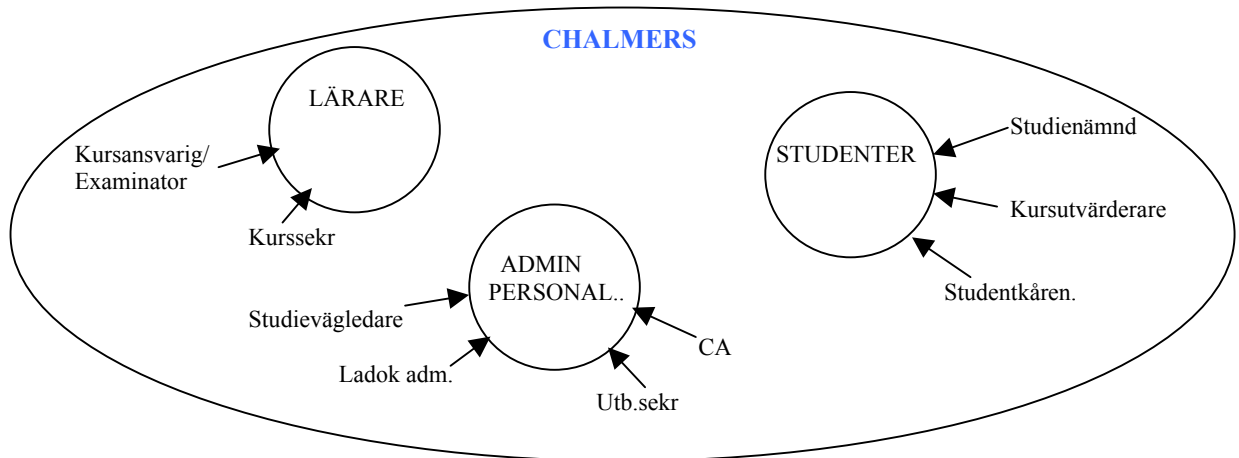 CHALMERS
LÄRARE
Kursansvarig/
Examinator
Kurssekr
STUDENTER
Studienämnd
Kursutvärderare
Studentkåren.
ADMIN
PERSONAL..
Studievägledare
Ladok adm.
CA
Utb.sekr